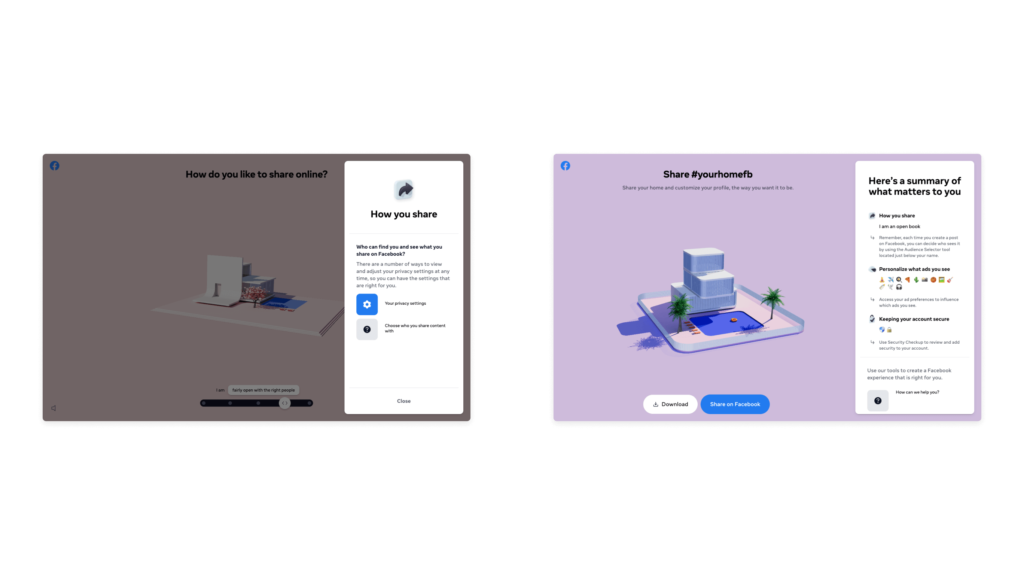 How do you like to share online?
How you share
Who can find you and see what you
share on Facebook?
There are a number of ways to view
and adjust your privacy settings at any
time, so you can have the settings that
are right for you.
Your privacy settings
Choose who you share content
with
Close
I am
fairly open with the right people
Share #yourhomefb
Share your home and customize your profile, the way you want it to be.
Download
Share on Facebook
Here's a summary of
what matters to you
How you share
I am an open book
Remember, each time you create a post
on Facebook, you can decide who sees it
by using the Audience Selector tool
located just below your name.
Personalize what ads you see
Access your ad preferences to influence
which ads you see.
Keeping your account secure
Use Security Checkup to review and add
security to your account.
Use our tools to create a Facebook
experience that is right for you.
How can we help you?